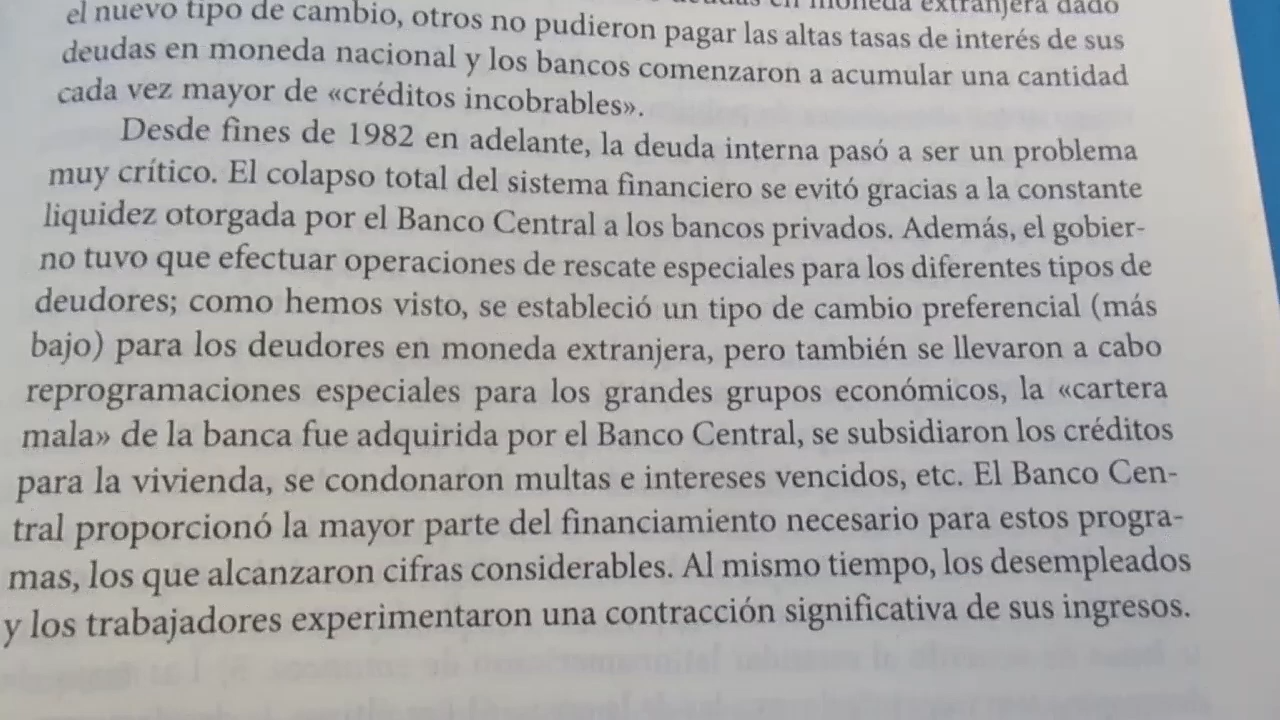 en moneda extranjera dado
el nuevo tipo de cambio, otros no pudieron pagar las altas tasas de interés de sus
deudas en moneda nacional y los bancos comenzaron a acumular una cantidad
cada vez mayor de «créditos incobrables».
Desde fines de 1982 en adelante, la deuda interna pasó a ser un problema
muy crítico. El colapso total del sistema financiero se evitó gracias a la constante
liquidez otorgada por el Banco Central a los bancos privados. Además, el gobier-
no tuvo que efectuar operaciones de rescate especiales para los diferentes tipos de
deudores; como hemos visto, se estableció un tipo de cambio preferencial (más
bajo) para los deudores en moneda extranjera, pero también se llevaron a cabo
reprogramaciones especiales para los grandes grupos económicos, la «cartera
mala» de la banca fue adquirida por el Banco Central, se subsidiaron los créditos
para la vivienda, se condonaron multas e intereses vencidos, etc. El Banco Cen-
tral proporcionó la mayor parte del financiamiento necesario para estos progra-
mas, los que alcanzaron cifras considerables. Al mismo tiempo, los desempleados
y los trabajadores experimentaron una contracción significativa de sus ingresos.